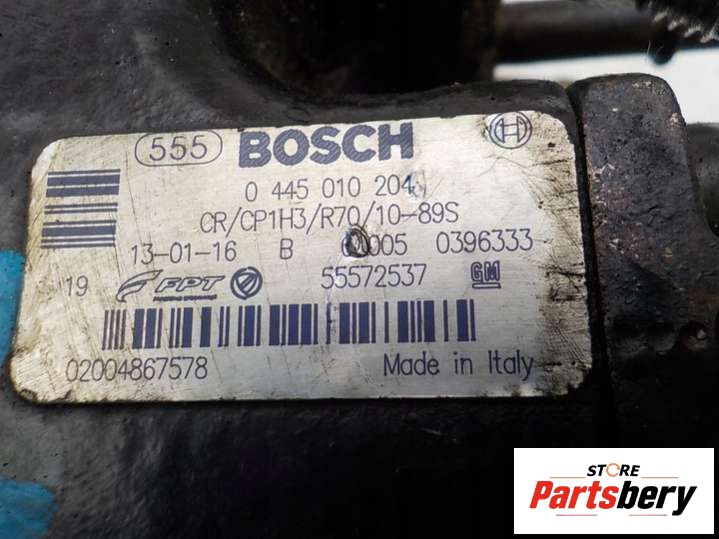 555 BOSCH
0 445 010 204
CR/CP1H3/R70/10-89S
13-01-16 B 0005 0396333
19 FPT 55572537 GM
02004867578 Made in Italy
STORE
Partsbery